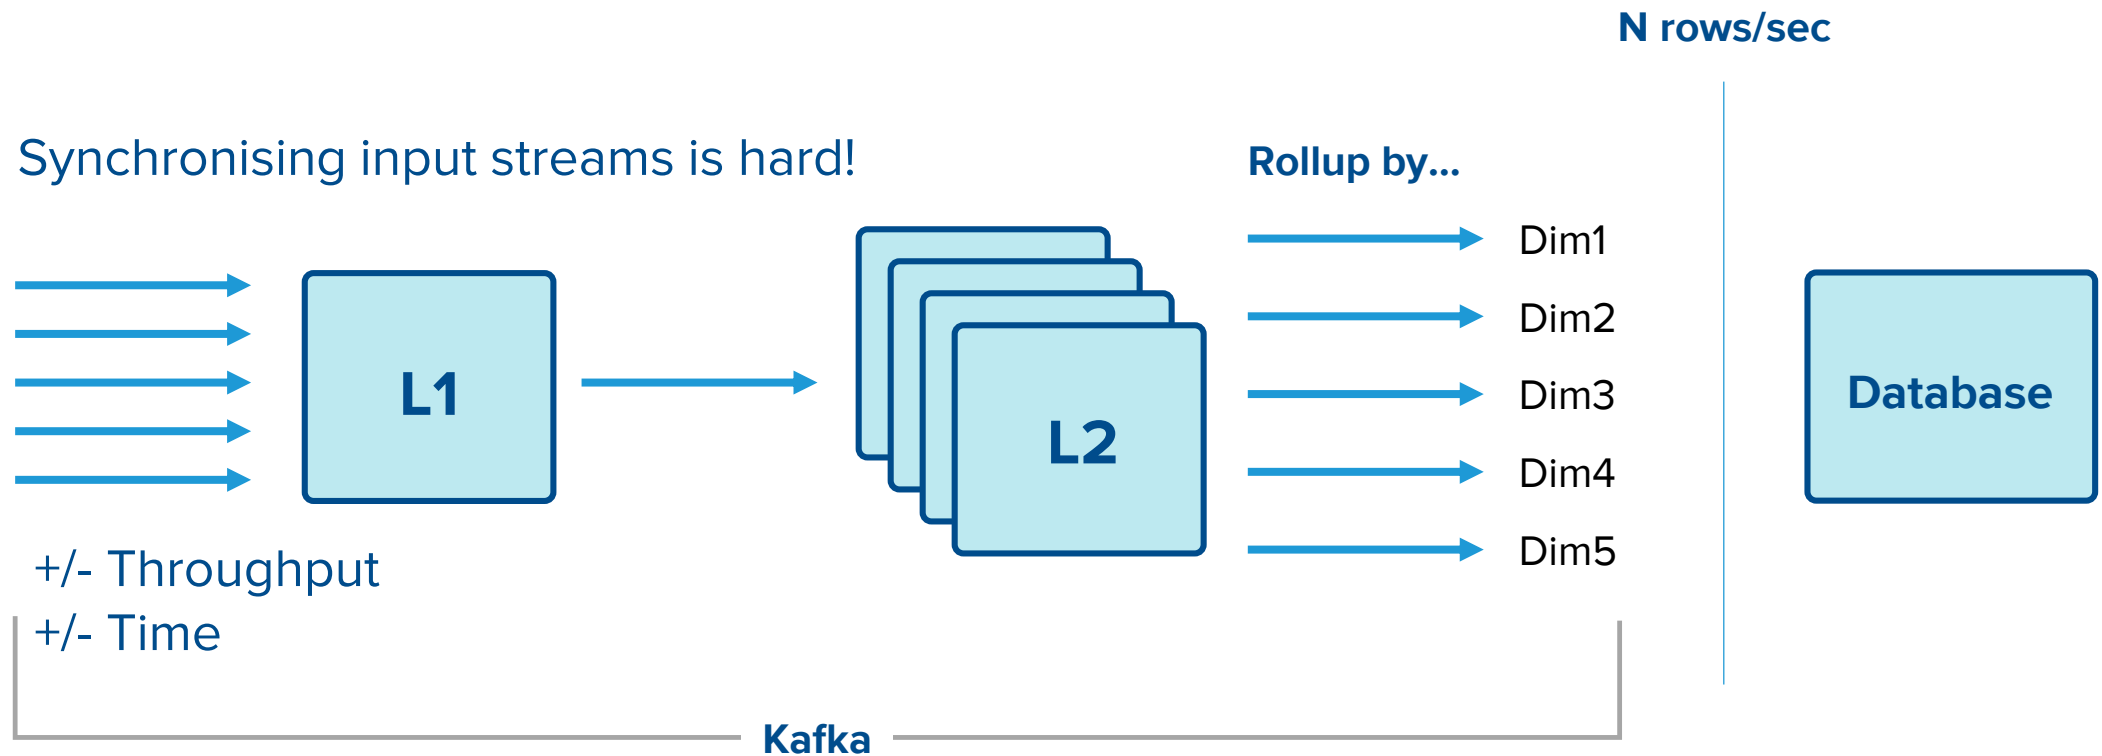 N rows/sec
Synchronising input streams is hard!
Rollup by...
L1
L2
Dim1
Dim2
Dim3
Dim4
Dim5
Database
+/- Throughput
+/- Time
Kafka